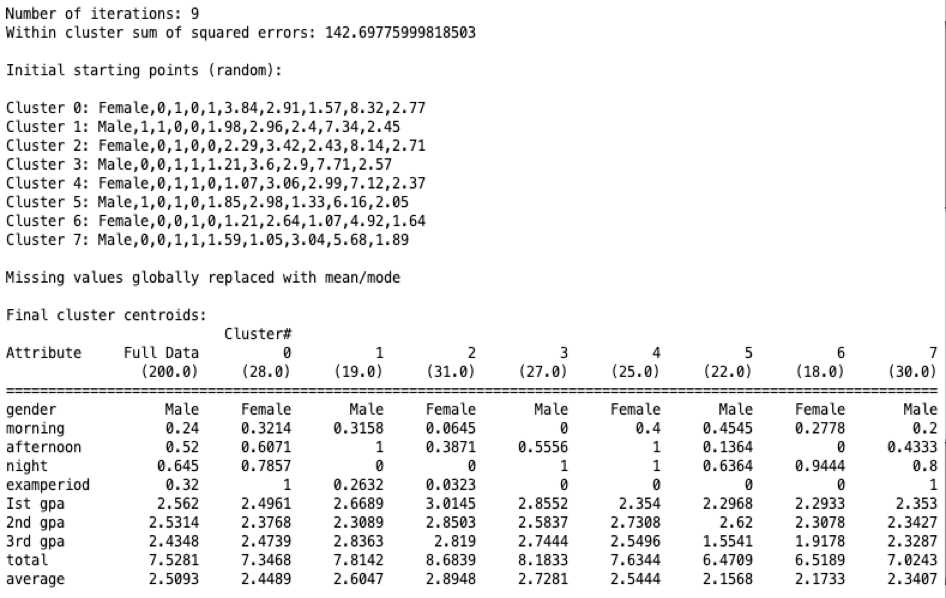 Number of iterations: 9
Within cluster sum of squared errors: 142.69775999818503
Initial starting points (random):
Cluster 0: Female,0,1,0,1,3.84,2.91,1.57,8.32,2.77
Cluster 1: Male,1,1,0,0,1.98,2.96,2.4,7.34,2.45
Cluster 2: Female,0,1,0,0,2.29,3.42,2.43,8.14,2.71
Cluster 3: Male,0,0,1,1,1.21,3.6,2.9,7.71,2.57
Cluster 4: Female,0,1,1,0,1.07,3.06,2.99,7.12,2.37
Cluster 5: Male,1,0,1,0,1.85,2.98,1.33,6.16,2.05
Cluster 6: Female,0,0,1,0,1.21,2.64,1.07,4.92,1.64
Cluster 7: Male,0,0,1,1,1.59,1.05,3.04,5.68,1.89
Missing values globally replaced with mean/mode
Final cluster centroids:
Cluster#
Attribute Full Data 0 1 2 3 4 5 6 7
(200.0) (28.0) (19.0) (31.0) (27.0) (25.0) (22.0) (18.0) (30.0)
gender Male Female Male Female Male Female Male Female Male
morning 0.24 0.3214 0.3158 0.0645 0 0.4 0.4545 0.2778 0.2
afternoon 0.52 0.6071 1 0.3871 0.5556 1 0.1364 0 0.4333
night 0.645 0.7857 0 0 1 1 0.6364 0.9444 0.8
examperiod 0.32 1 0.2632 0.0323 0 0 0 0 1
Ist gpa 2.562 2.4961 2.6689 3.0145 2.8552 2.354 2.2968 2.2933 2.353
2nd gpa 2.5314 2.3768 2.3089 2.8503 2.5837 2.7308 2.62 2.3078 2.3427
3rd gpa 2.4348 2.4739 2.8363 2.819 2.7444 2.5496 1.5541 1.9178 2.3287
total 7.5281 7.3468 7.8142 8.6839 8.1833 7.6344 6.4709 6.5189 7.0243
average 2.5093 2.4489 2.6047 2.8948 2.7281 2.5444 2.1568 2.1733 2.3407